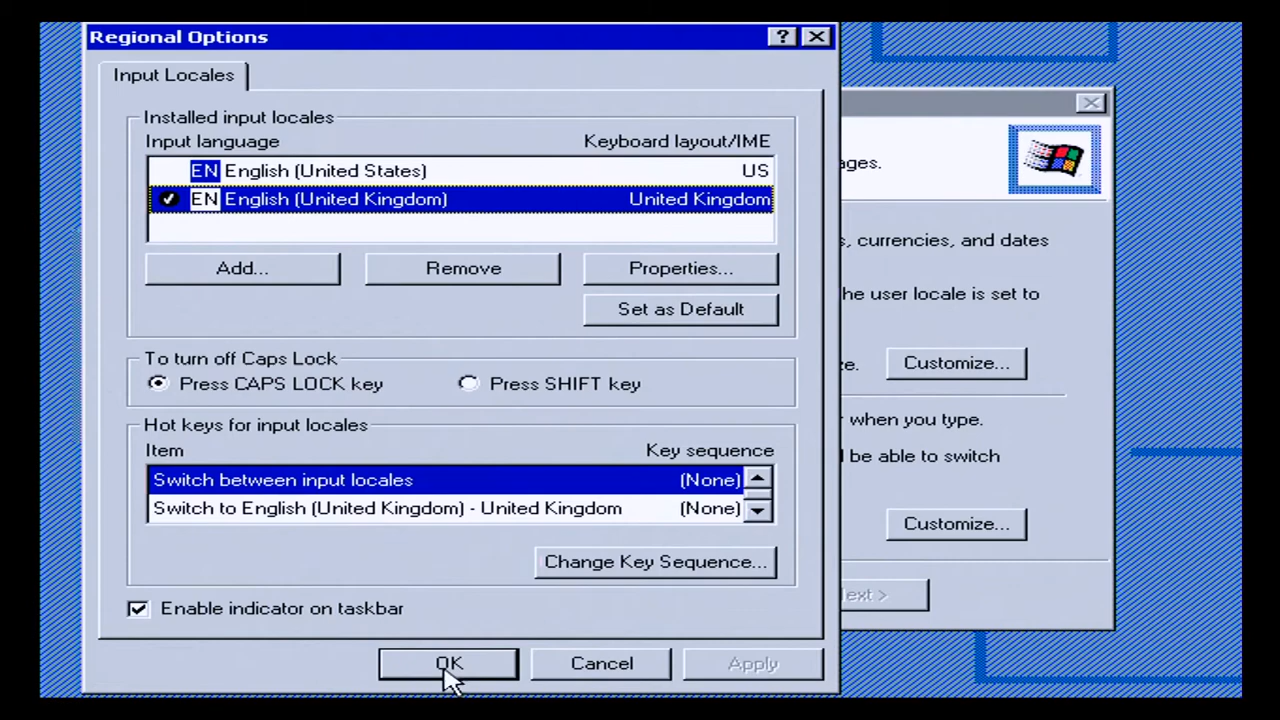 Regional Options
Input Locales
Installed input locales
Input language Keyboard layout/IME
EN English (United States) US
EN English (United Kingdom) United Kingdom
Add... Remove Properties...
Set as Default
To turn off Caps Lock
Press CAPS LOCK key Press SHIFT key
Hot keys for input locales
Item Key sequence
Switch between input locales (None)
Switch to English (United Kingdom) - United Kingdom (None)
Change Key Sequence...
Enable indicator on taskbar
OK Cancel Apply
ages.
s, currencies, and dates
he user locale is set to
ze. Customize...
r when you type.
l be able to switch
Customize...
ext >